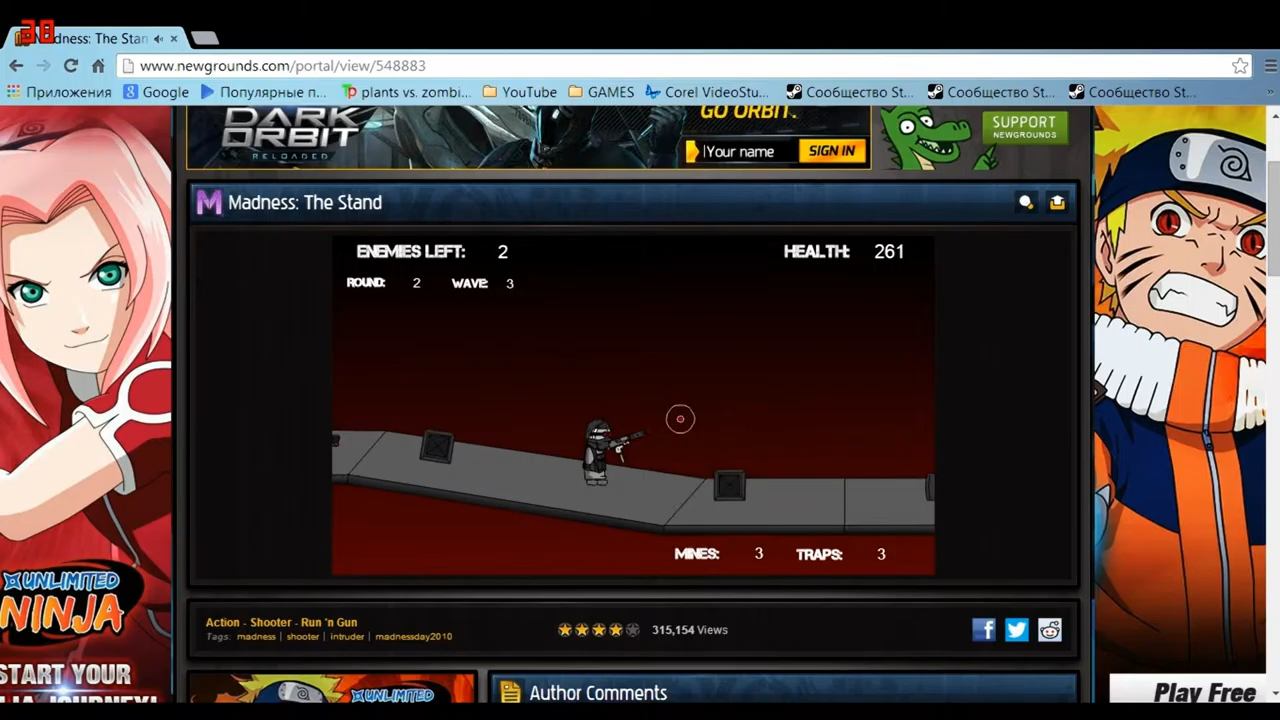 30
dness: The Stan
www.newgrounds.com/portal/view/548883
Приложения Google Популярные п... plants vs. zombi... YouTube GAMES Corel VideoStu... Сообщество St... Сообщество St... Сообщество St... »
DARK ORBIT RELOADED
GO ORBIT.
Your name SIGN IN
SUPPORT NEWGROUNDS
M Madness: The Stand
ENEMIES LEFT: 2 HEALTH: 261
ROUND: 2 WAVE: 3
MINES: 3 TRAPS: 3
UNLIMITED
NINJA
START YOUR
Action - Shooter - Run 'n Gun
Tags: madness | shooter | intruder | madnessday2010
315,154 Views
UNLIMITED
Author Comments
Play Free